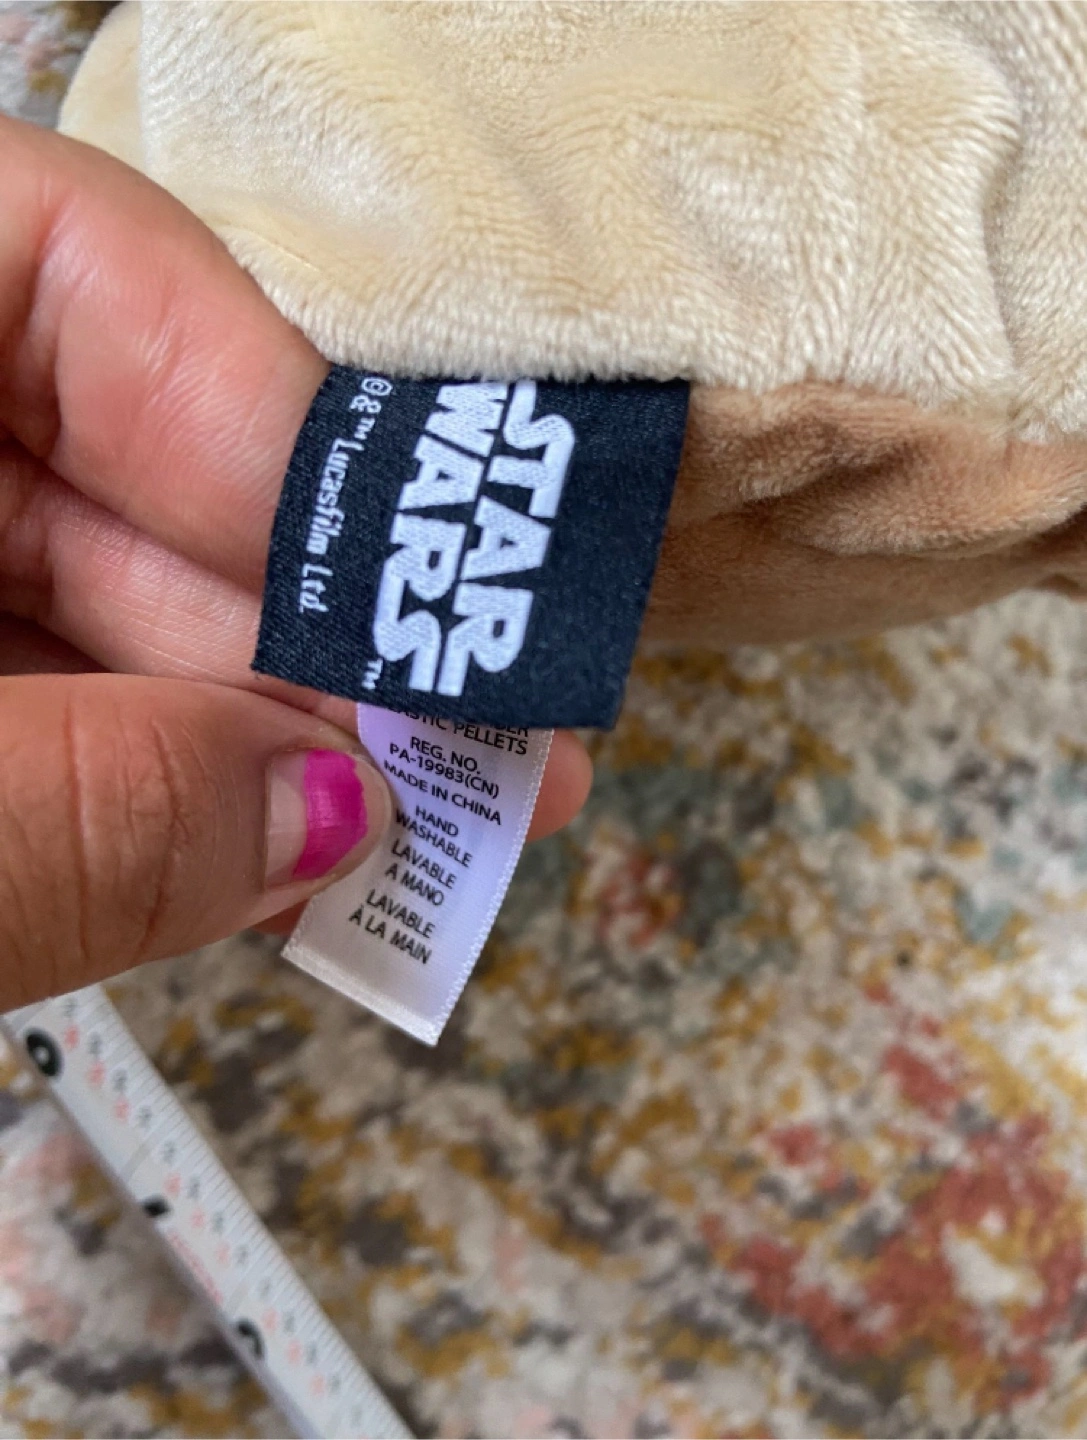 STAR
WARS
™
©&™ Lucasfilm Ltd.
PELLETS
REG. NO.
PA-19983(CN)
MADE IN CHINA
HAND
WASHABLE
LAVABLE
A MANO
LAVABLE
À LA MAIN